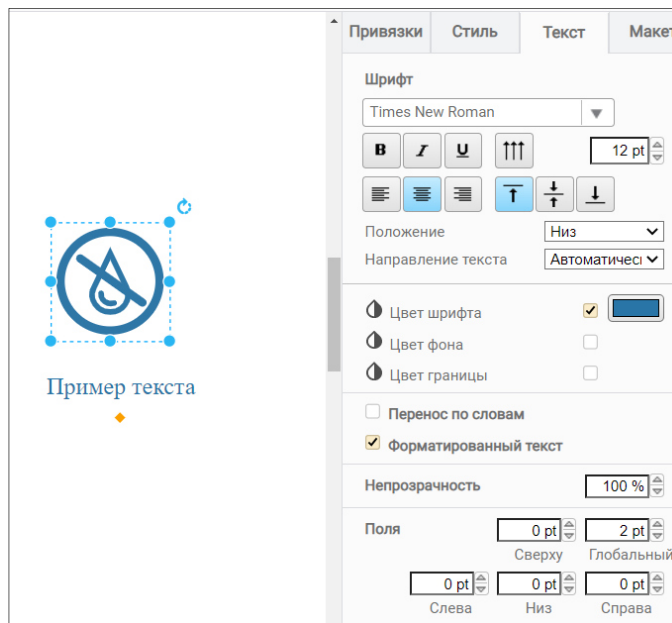 Привязки Стиль Текст Макет
Шрифт
Times New Roman
B I U
12 pt
Положение Низ
Направление текста Автоматическ
Цвет шрифта
Цвет фона
Цвет границы
Пример текста
Перенос по словам
Форматированный текст
Непрозрачность 100 %
Поля 0 pt 2 pt
Сверху Глобальный
0 pt 0 pt 0 pt
Слева Низ Справа